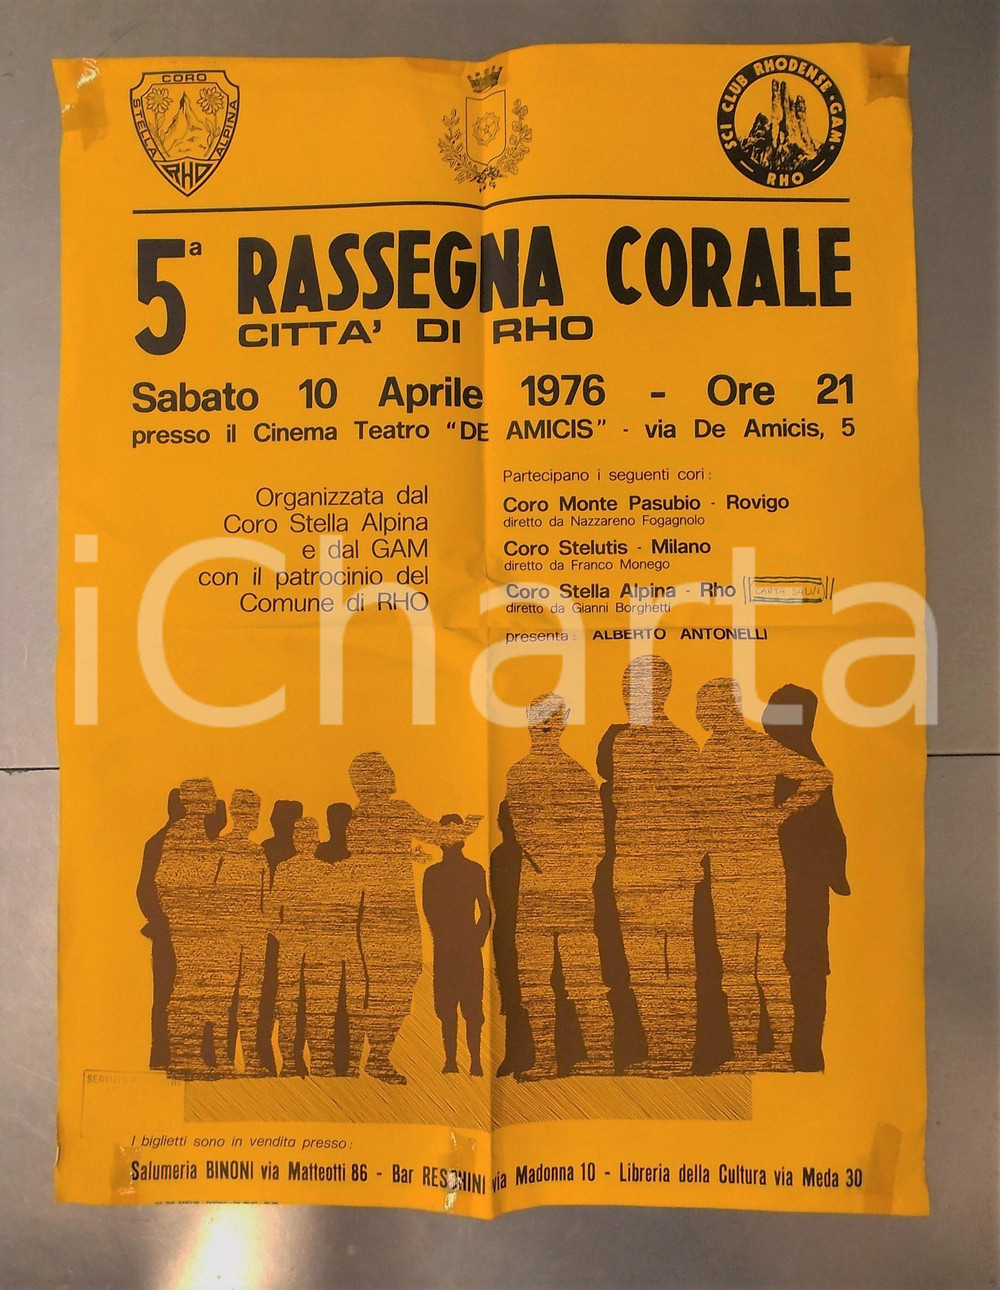 CORO
STELLA ALPINA
RHO
SCI CLUB RHODENSE · GAM ·
RHO
5ª RASSEGNA CORALE
CITTA' DI RHO
Sabato 10 Aprile 1976 - Ore 21
presso il Cinema Teatro "DE AMICIS" - via De Amicis, 5
Organizzata dal
Coro Stella Alpina
e dal GAM
con il patrocinio del
Comune di RHO
Partecipano i seguenti cori :
Coro Monte Pasubio - Rovigo
diretto da Nazzareno Fogagnolo
Coro Stelutis - Milano
diretto da Franco Monego
Coro Stella Alpina - Rho
CANTA SALVI
diretto da Gianni Borghetti
presenta : ALBERTO ANTONELLI
iCharta
I biglietti sono in vendita presso :
Salumeria BINONI via Matteotti 86 - Bar RESCHINI via Madonna 10 - Libreria della Cultura via Meda 30